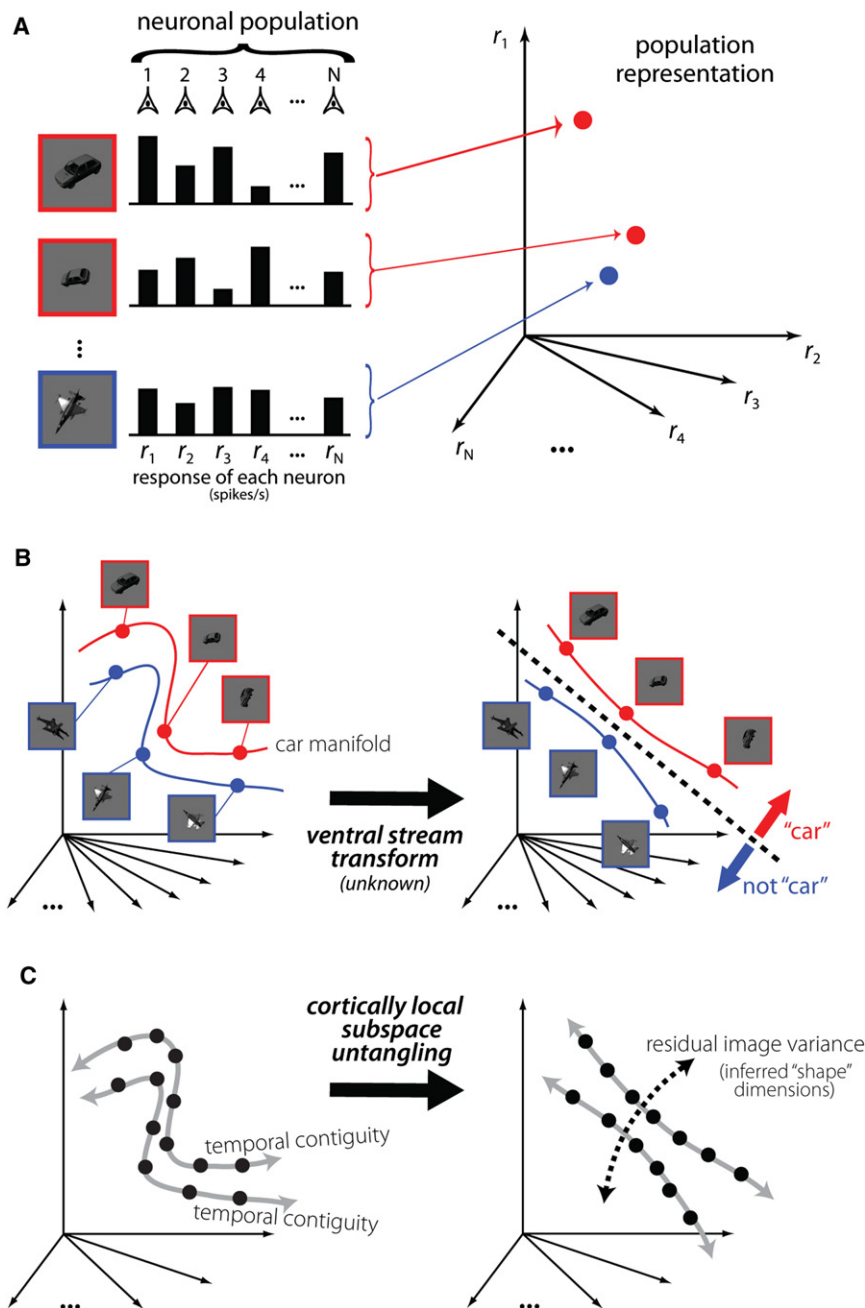 A
neuronal population
1 2 3 4 ... N
r1
population
representation
...
...
...
...
r2
r3
r4
rN
...
r1 r2 r3 r4 ... rN
response of each neuron
(spikes/s)
B
car manifold
ventral stream
transform
(unknown)
"car"
not "car"
...
...
C
cortically local
subspace
untangling
residual image variance
(inferred "shape"
dimensions)
temporal contiguity
temporal contiguity
...
...